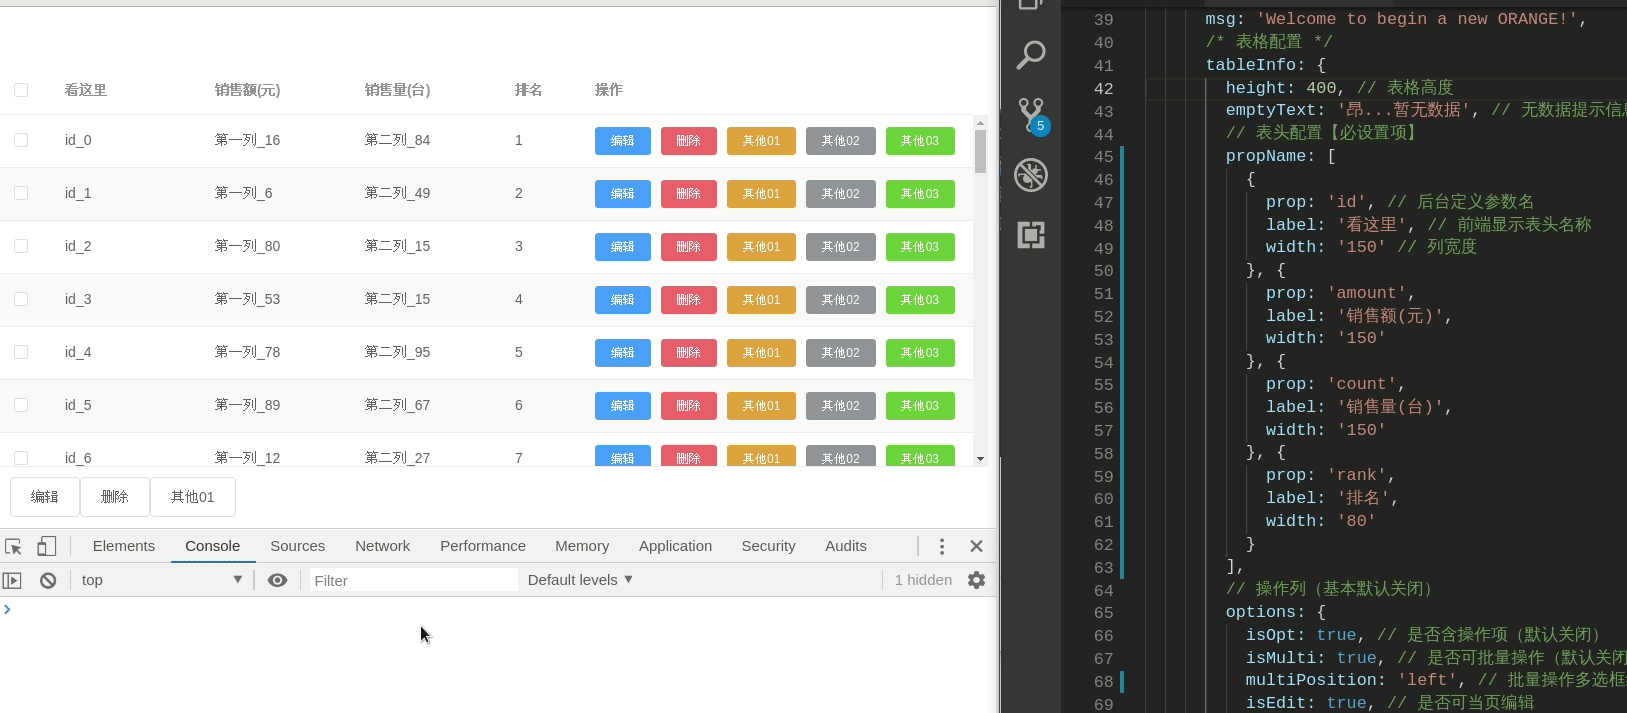 看这里 销售额(元) 销售量(台) 排名 操作
id_0 第一列_16 第二列_84 1 编辑 删除 其他01 其他02 其他03
id_1 第一列_6 第二列_49 2 编辑 删除 其他01 其他02 其他03
id_2 第一列_80 第二列_15 3 编辑 删除 其他01 其他02 其他03
id_3 第一列_53 第二列_15 4 编辑 删除 其他01 其他02 其他03
id_4 第一列_78 第二列_95 5 编辑 删除 其他01 其他02 其他03
id_5 第一列_89 第二列_67 6 编辑 删除 其他01 其他02 其他03
id_6 第一列_12 第二列_27 7 编辑 删除 其他01 其他02 其他03
编辑 删除 其他01
Elements Console Sources Network Performance Memory Application Security Audits
top Filter Default levels 1 hidden
5
39 msg: 'Welcome to begin a new ORANGE!',
40 /* 表格配置 */
41 tableInfo: {
42 height: 400, // 表格高度
43 emptyText: '昂...暂无数据', // 无数据提示信
44 // 表头配置【必设置项】
45 propName: [
46 {
47 prop: 'id', // 后台定义参数名
48 label: '看这里', // 前端显示表头名称
49 width: '150' // 列宽度
50 }, {
51 prop: 'amount',
52 label: '销售额(元)',
53 width: '150'
54 }, {
55 prop: 'count',
56 label: '销售量(台)',
57 width: '150'
58 }, {
59 prop: 'rank',
60 label: '排名',
61 width: '80'
62 }
63 ],
64 // 操作列（基本默认关闭）
65 options: {
66 isOpt: true, // 是否含操作项（默认关闭）
67 isMulti: true, // 是否可批量操作（默认关闭
68 multiPosition: 'left', // 批量操作多选框
69 isEdit: true, // 是否可当页编辑